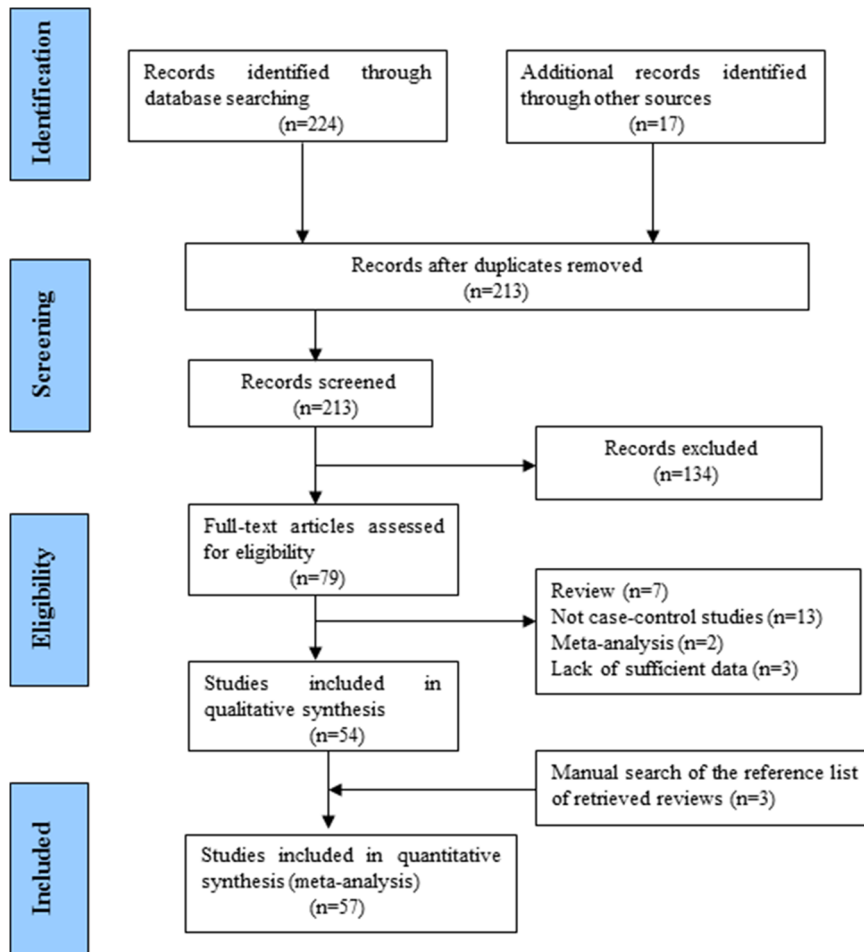 Identification
Records identified through
database searching
(n=224)
Additional records identified
through other sources
(n=17)
Screening
Records after duplicates removed
(n=213)
Records screened
(n=213)
Records excluded
(n=134)
Eligibility
Full-text articles assessed
for eligibility
(n=79)
Review (n=7)
Not case-control studies (n=13)
Meta-analysis (n=2)
Lack of sufficient data (n=3)
Studies included in
qualitative synthesis
(n=54)
Manual search of the reference list
of retrieved reviews (n=3)
Included
Studies included in quantitative
synthesis (meta-analysis)
(n=57)